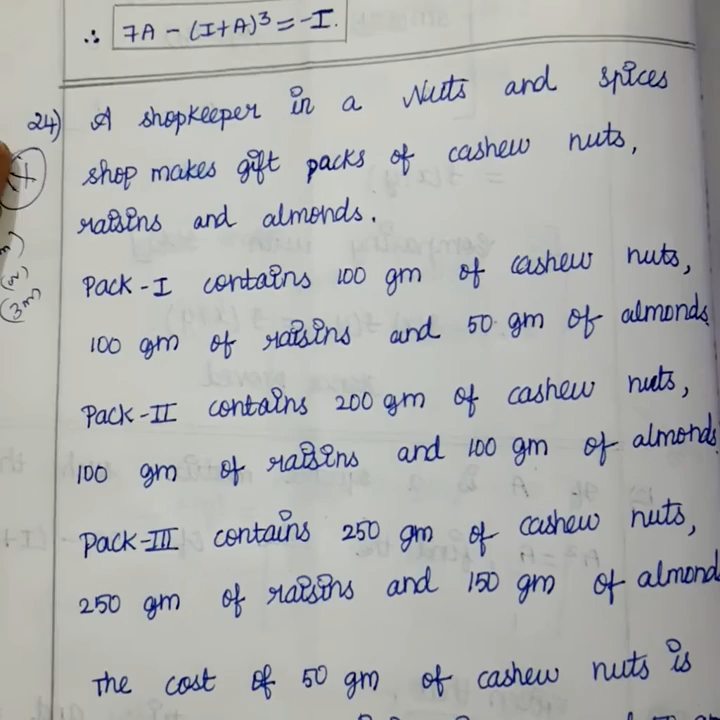 ∴ 7A - (I+A)³ = -I.
24) A shopkeeper in a Nuts and spices
shop makes gift packs of cashew nuts,
raisins and almonds.
Pack-I contains 100 gm of cashew nuts,
100 gm of raisins and 50 gm of almonds
Pack-II contains 200 gm of cashew nuts,
100 gm of raisins and 100 gm of almonds
Pack-III contains 250 gm of cashew nuts,
250 gm of raisins and 150 gm of almond
The cost of 50 gm of cashew nuts is
(3m)